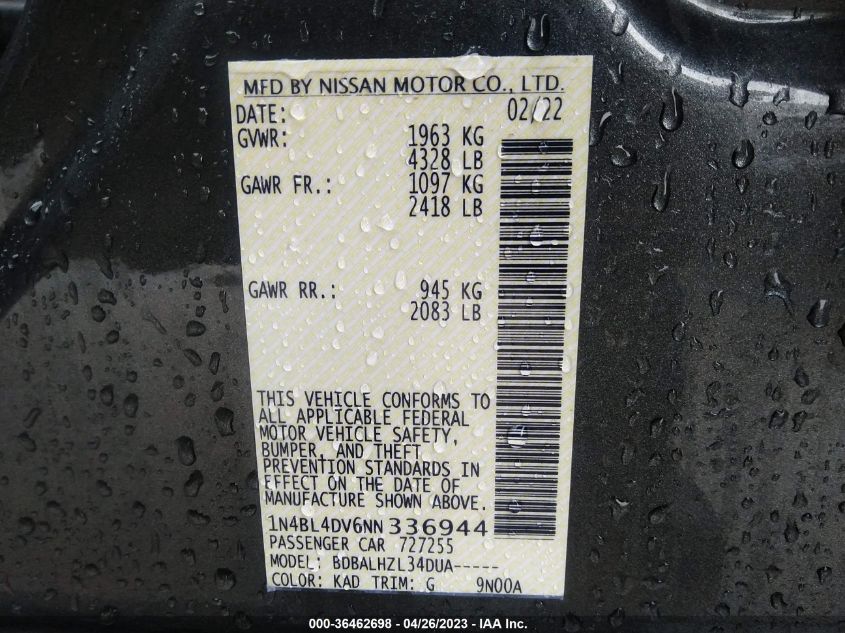 MFD BY NISSAN MOTOR CO., LTD.
DATE: 02/22
GVWR: 1963 KG
4328 LB
GAWR FR.: 1097 KG
2418 LB
GAWR RR.: 945 KG
2083 LB
THIS VEHICLE CONFORMS TO
ALL APPLICABLE FEDERAL
MOTOR VEHICLE SAFETY,
BUMPER, AND THEFT
PREVENTION STANDARDS IN
EFFECT ON THE DATE OF
MANUFACTURE SHOWN ABOVE.
1N4BL4DV6NN336944
PASSENGER CAR 727255
MODEL: BDBALHZL34DUA-----
COLOR: KAD TRIM: G 9N00A
000-36462698 - 04/26/2023 - IAA Inc.